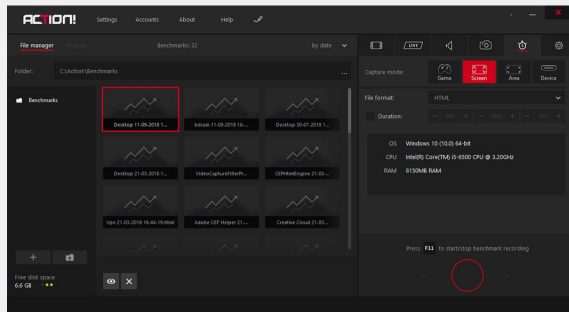 ACTION!
Settings Accounts About Help
File manager Preview Benchmarks: 32 by date
LIVE
Folder: C:\Action!\Benchmarks ...
Capture mode: Game Screen Area Device
Benchmarks
File format: HTML
Duration:
Desktop 11-09-2018 1... bdcam 11-09-2018 16-... Desktop 30-07-2018 1...
OS Windows 10 (10.0) 64-bit
CPU Intel(R) Core(TM) i5-6500 CPU @ 3.20GHz
RAM 8150MB RAM
Desktop 21-03-2018 1... VideoCaptureFilterPr... CEPHtmlEngine 21-03-...
Vpn 21-03-2018 16-44-19.html Adobe CEF Helper 21-... Creative Cloud 21-03...
Press F11 to start/stop benchmark recording
Free disk space
6.6 GB